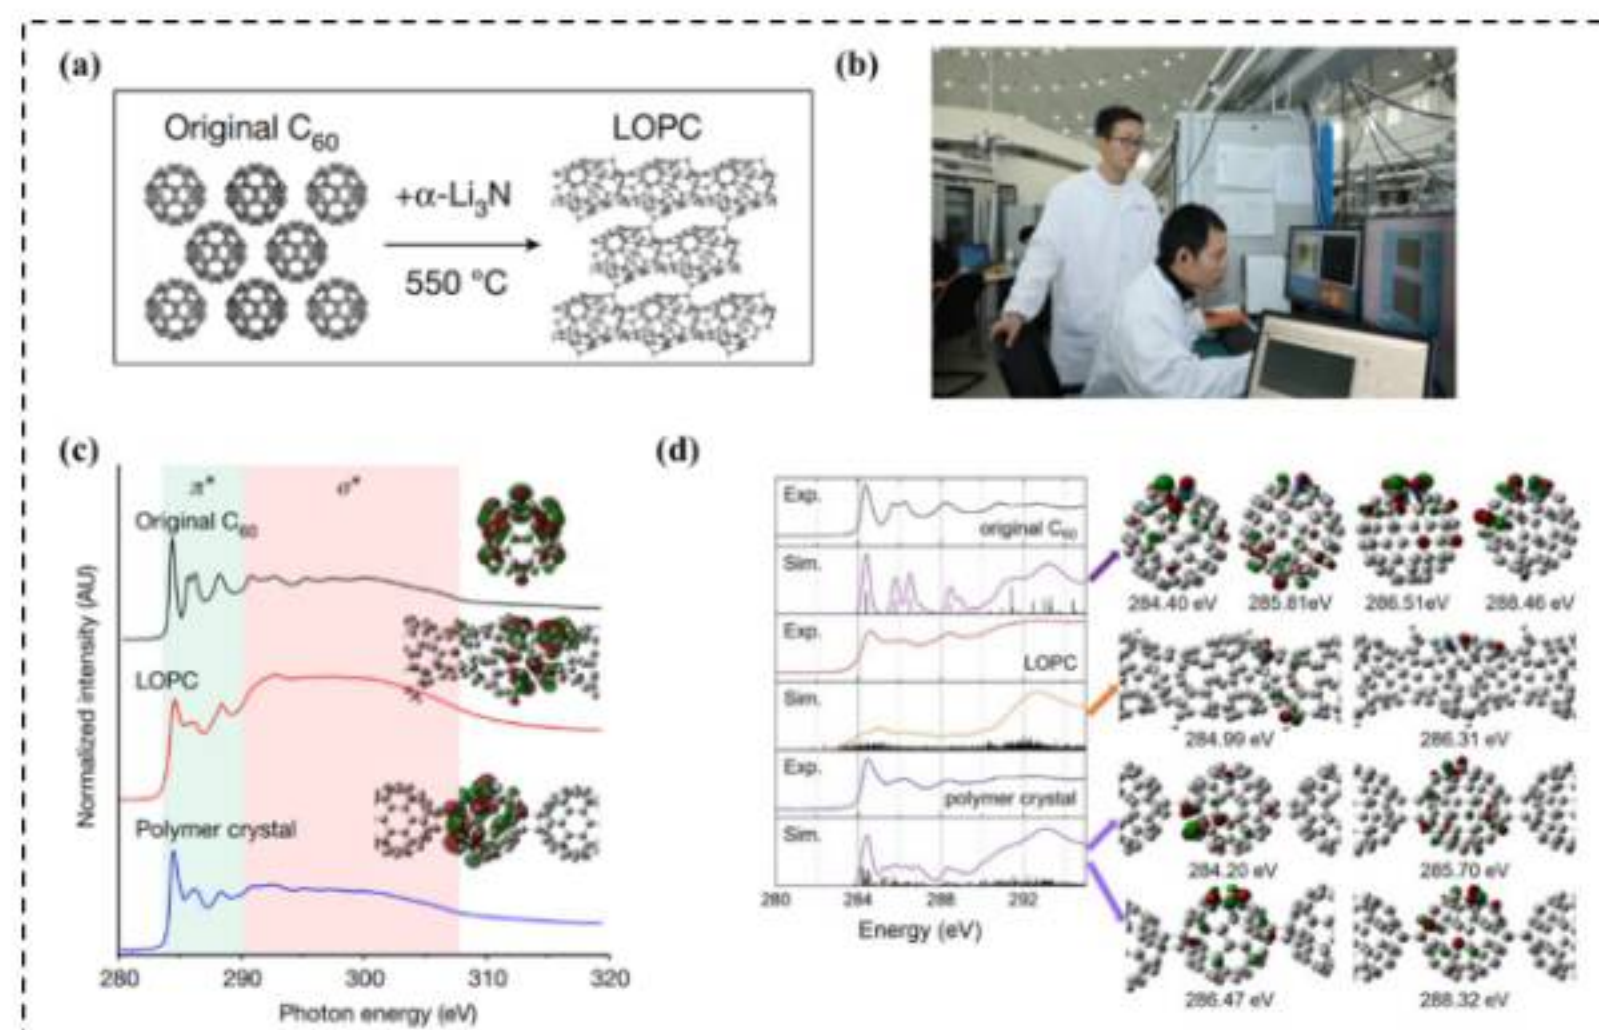 (a)
Original C60
LOPC
+α-Li3N
550 °C
(b)
(c)
π*
σ*
Original C60
LOPC
Polymer crystal
Normalized intensity (AU)
280 290 300 310 320
Photon energy (eV)
(d)
Exp.
original C60
Sim.
Exp.
LOPC
Sim.
Exp.
polymer crystal
Sim.
280 284 288 292
Energy (eV)
284.40 eV 285.81eV 286.51eV 288.46 eV
284.99 eV 286.31 eV
284.20 eV 285.70 eV
286.47 eV 288.32 eV